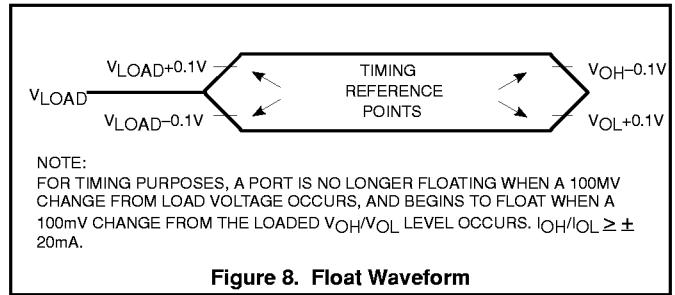 VLOAD+0.1V TIMING VOH–0.1V
VLOAD REFERENCE
VLOAD–0.1V POINTS VOL+0.1V
NOTE:
FOR TIMING PURPOSES, A PORT IS NO LONGER FLOATING WHEN A 100MV
CHANGE FROM LOAD VOLTAGE OCCURS, AND BEGINS TO FLOAT WHEN A
100mV CHANGE FROM THE LOADED VOH/VOL LEVEL OCCURS. IOH/IOL ≥ ±
20mA.
Figure 8. Float Waveform